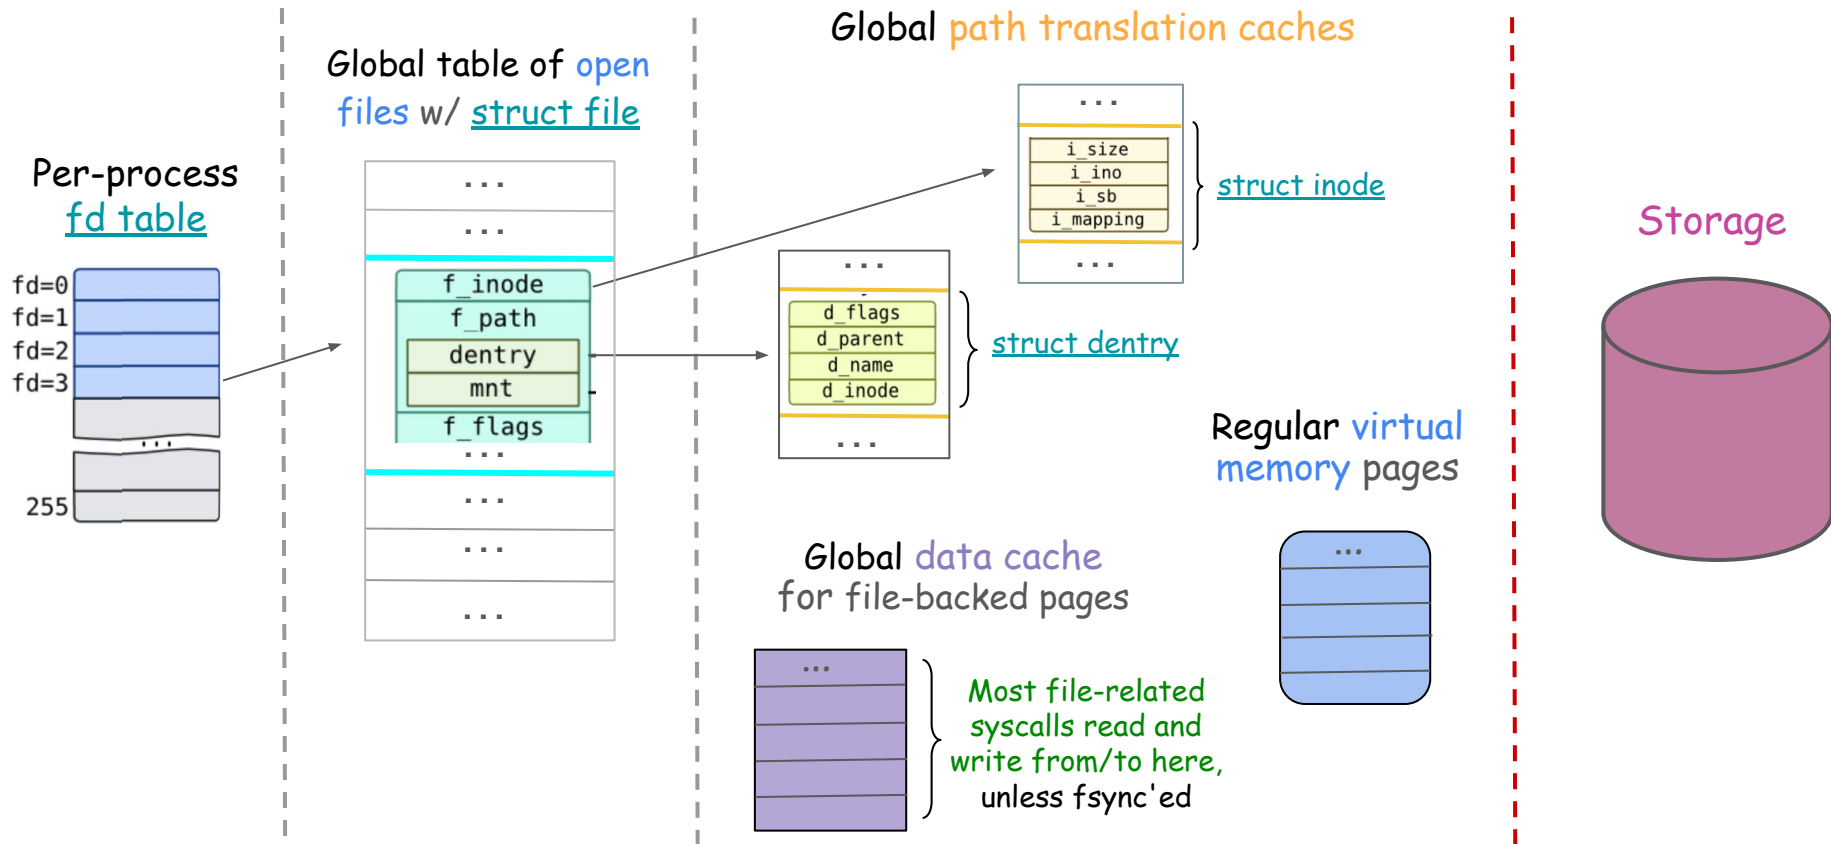 Per-process
fd table
fd=0
fd=1
fd=2
fd=3
...
255
Global table of open
files w/ struct file
...
...
f_inode
f_path
dentry
mnt
f_flags
...
...
...
...
Global path translation caches
...
i_size
i_ino
i_sb
i_mapping
...
struct inode
...
d_flags
d_parent
d_name
d_inode
...
struct dentry
Global data cache
for file-backed pages
...
Most file-related
syscalls read and
write from/to here,
unless fsync'ed
Regular virtual
memory pages
...
Storage